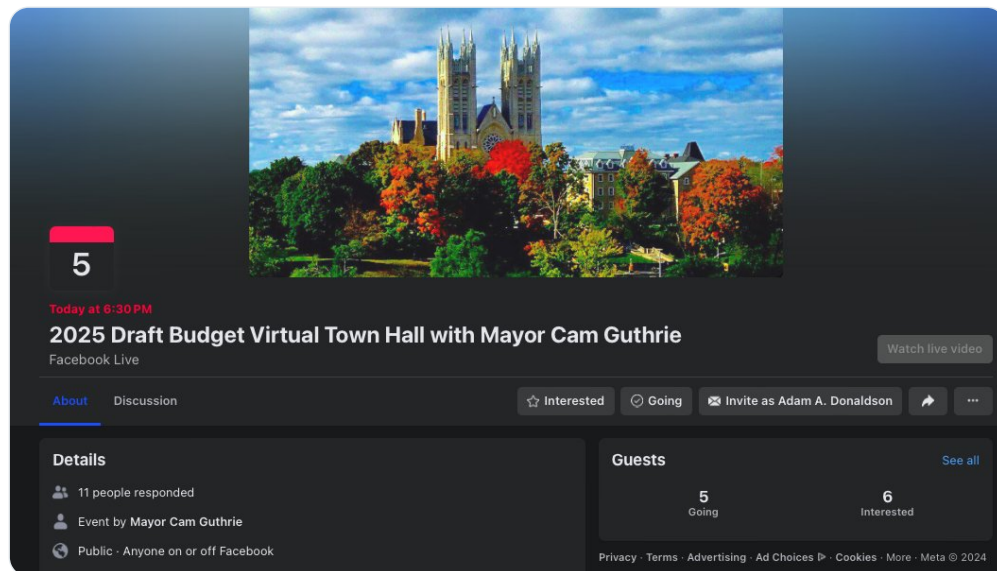 5
Today at 6:30 PM
2025 Draft Budget Virtual Town Hall with Mayor Cam Guthrie
Facebook Live
Watch live video
About
Discussion
Interested
Going
Invite as Adam A. Donaldson
Details
11 people responded
Event by Mayor Cam Guthrie
Public · Anyone on or off Facebook
Guests
See all
5
Going
6
Interested
Privacy · Terms · Advertising · Ad Choices · Cookies · More · Meta © 2024